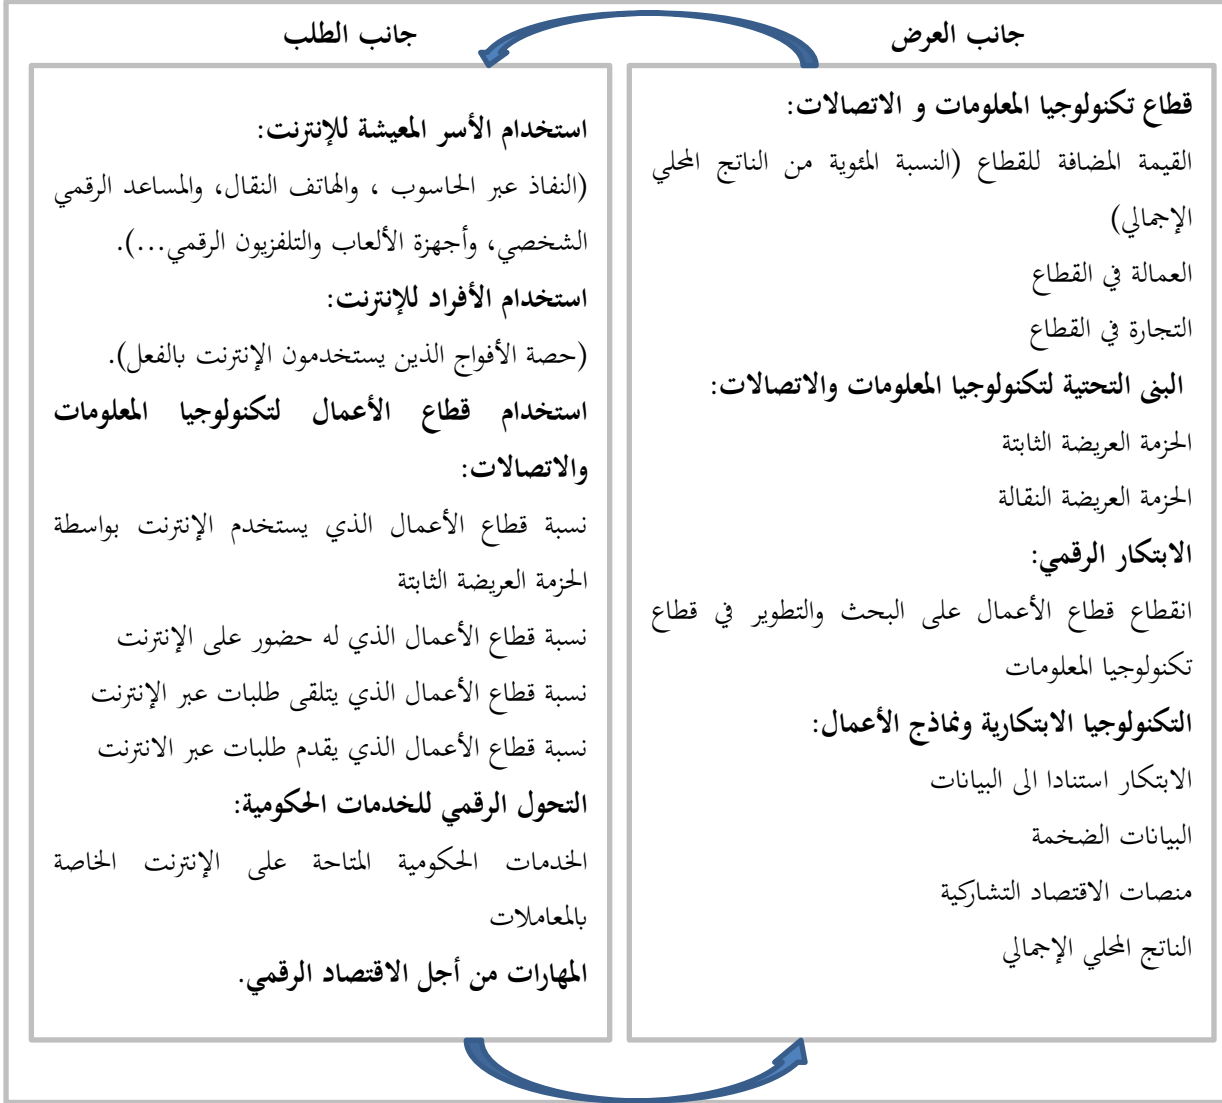 جانب العرض
قطاع تكنولوجيا المعلومات و الاتصالات:
القيمة المضافة للقطاع (النسبة المئوية من الناتج المحلي
الإجمالي)
العمالة في القطاع
التجارة في القطاع
البنى التحتية لتكنولوجيا المعلومات والاتصالات:
الحزمة العريضة الثابتة
الحزمة العريضة النقالة
الابتكار الرقمي:
انقطاع قطاع الأعمال على البحث والتطوير في قطاع
تكنولوجيا المعلومات
التكنولوجيا الابتكارية ونماذج الأعمال:
الابتكار استنادا الى البيانات
البيانات الضخمة
منصات الاقتصاد التشاركية
الناتج المحلي الإجمالي
جانب الطلب
استخدام الأسر المعيشة للإنترنت:
(النفاذ عبر الحاسوب ، والهاتف النقال، والمساعد الرقمي
الشخصي، وأجهزة الألعاب والتلفزيون الرقمي...).
استخدام الأفراد للإنترنت:
(حصة الأفواج الذين يستخدمون الإنترنت بالفعل).
استخدام قطاع الأعمال لتكنولوجيا المعلومات
والاتصالات:
نسبة قطاع الأعمال الذي يستخدم الإنترنت بواسطة
الحزمة العريضة الثابتة
نسبة قطاع الأعمال الذي له حضور على الإنترنت
نسبة قطاع الأعمال الذي يتلقى طلبات عبر الإنترنت
نسبة قطاع الأعمال الذي يقدم طلبات عبر الانترنت
التحول الرقمي للخدمات الحكومية:
الخدمات الحكومية المتاحة على الإنترنت الخاصة
بالمعاملات
المهارات من أجل الاقتصاد الرقمي.